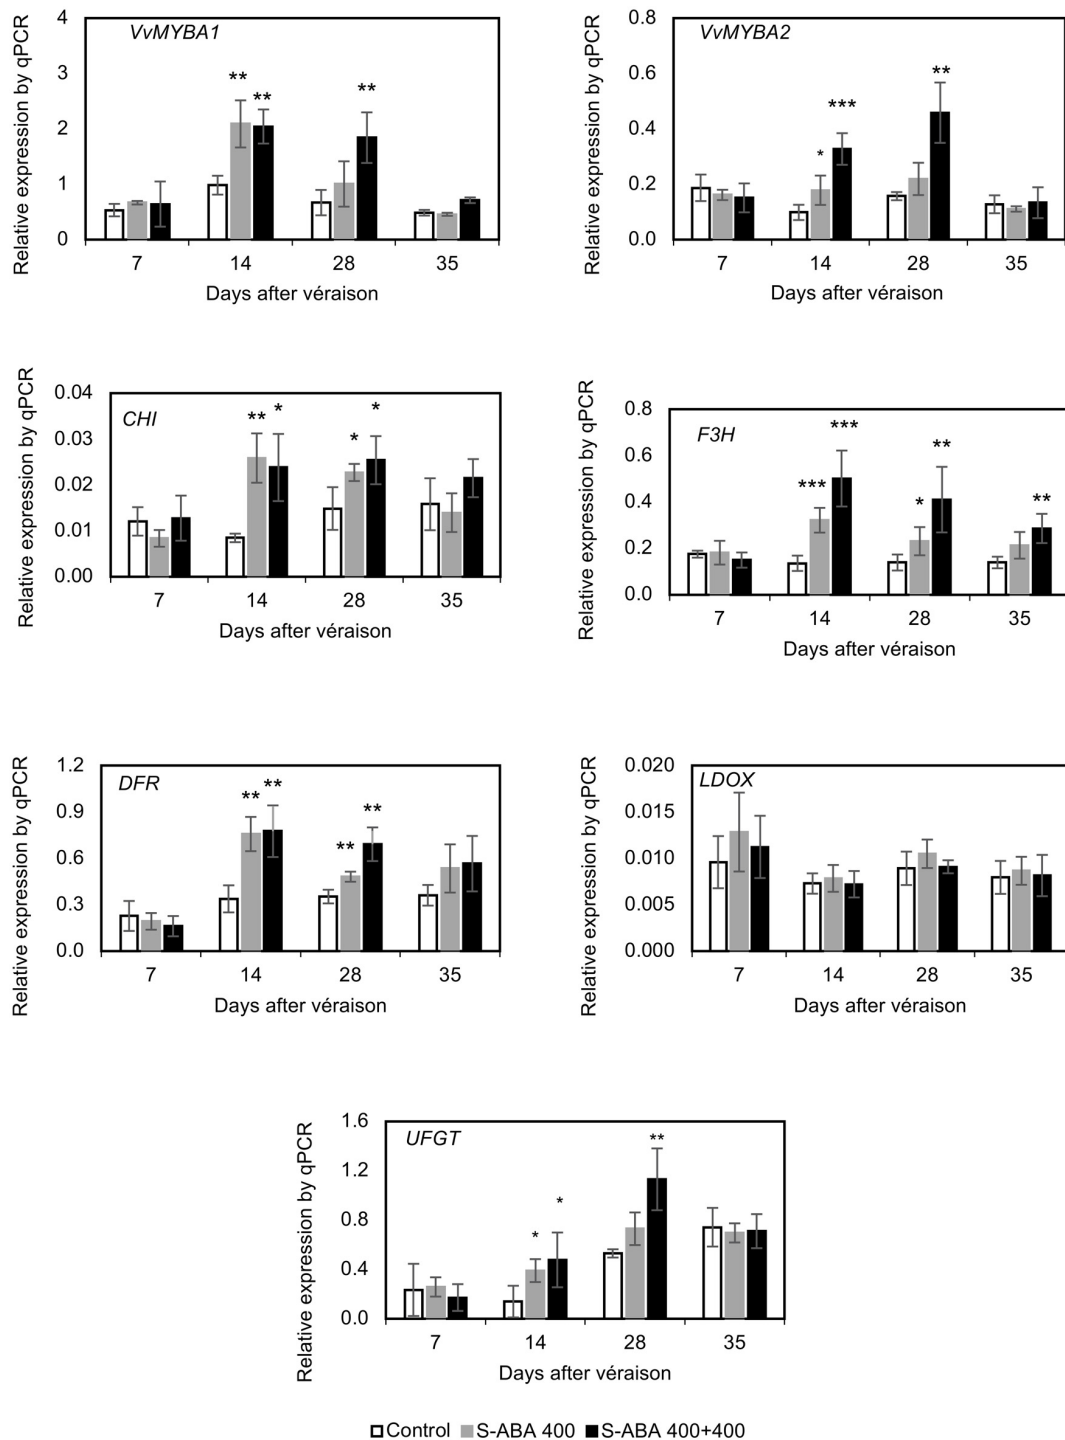 VvMYBA1
Relative expression by qPCR
4
3
2
1
0
**
**
**
7 14 28 35
Days after véraison
VvMYBA2
Relative expression by qPCR
0.8
0.6
0.4
0.2
0.0
*
***
**
7 14 28 35
Days after véraison
CHI
Relative expression by qPCR
0.04
0.03
0.02
0.01
0.00
**
*
*
*
7 14 28 35
Days after véraison
F3H
Relative expression by qPCR
0.8
0.6
0.4
0.2
0.0
***
***
*
**
**
7 14 28 35
Days after véraison
DFR
Relative expression by qPCR
1.2
0.9
0.6
0.3
0.0
**
**
**
**
7 14 28 35
Days after véraison
LDOX
Relative expression by qPCR
0.020
0.015
0.010
0.005
0.000
7 14 28 35
Days after véraison
UFGT
Relative expression by qPCR
1.6
1.2
0.8
0.4
0.0
*
*
**
7 14 28 35
Days after véraison
Control S-ABA 400 S-ABA 400+400